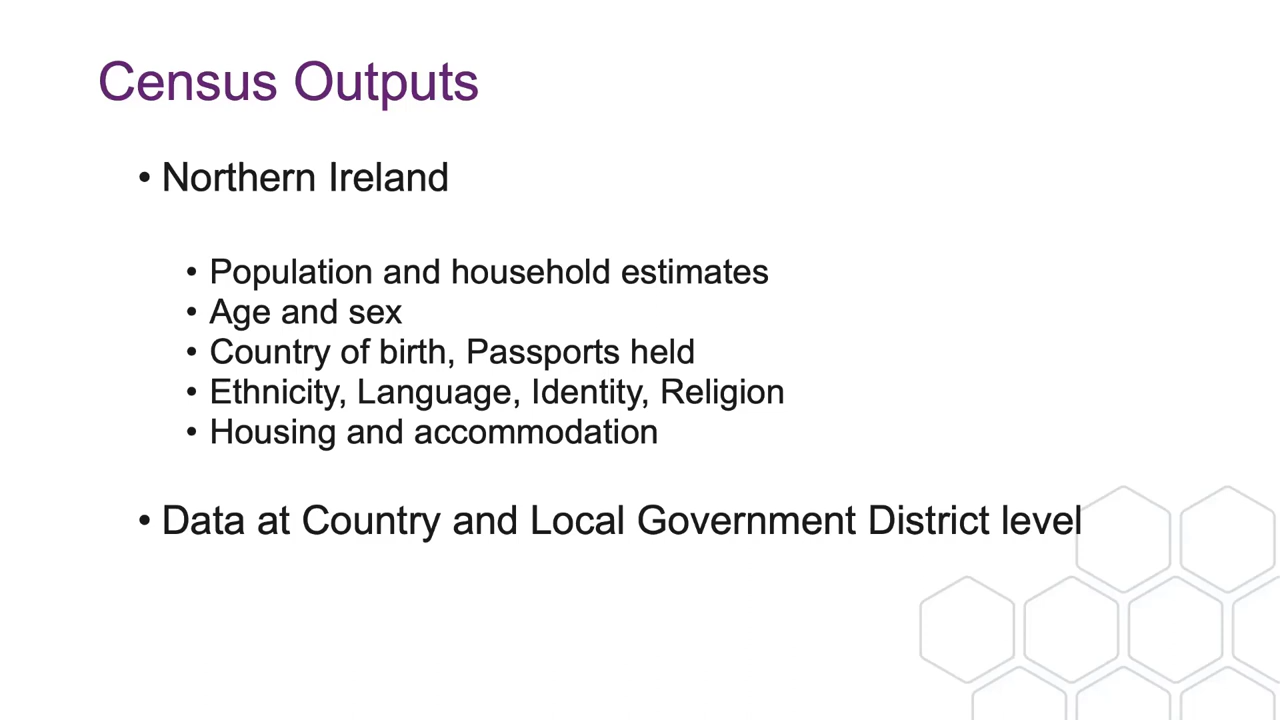 Census Outputs
• Northern Ireland
• Population and household estimates
• Age and sex
• Country of birth, Passports held
• Ethnicity, Language, Identity, Religion
• Housing and accommodation
• Data at Country and Local Government District level